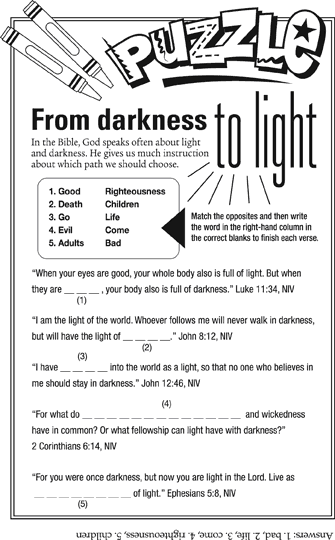 PUZZLE
From darkness to light
In the Bible, God speaks often about light
and darkness. He gives us much instruction
about which path we should choose.
1. Good Righteousness
2. Death Children
3. Go Life
4. Evil Come
5. Adults Bad
Match the opposites and then write
the word in the right-hand column in
the correct blanks to finish each verse.
“When your eyes are good, your whole body also is full of light. But when
they are __ __ __ , your body also is full of darkness.” Luke 11:34, NIV
(1)
“I am the light of the world. Whoever follows me will never walk in darkness,
but will have the light of __ __ __ __.” John 8:12, NIV
(2)
(3)
“I have __ __ __ __ into the world as a light, so that no one who believes in
me should stay in darkness.” John 12:46, NIV
(4)
“For what do __ __ __ __ __ __ __ __ __ __ __ __ __ and wickedness
have in common? Or what fellowship can light have with darkness?”
2 Corinthians 6:14, NIV
“For you were once darkness, but now you are light in the Lord. Live as
__ __ __ __ __ __ __ __ of light.” Ephesians 5:8, NIV
(5)
Answers: 1. bad, 2. life, 3. come, 4. righteousness, 5. children